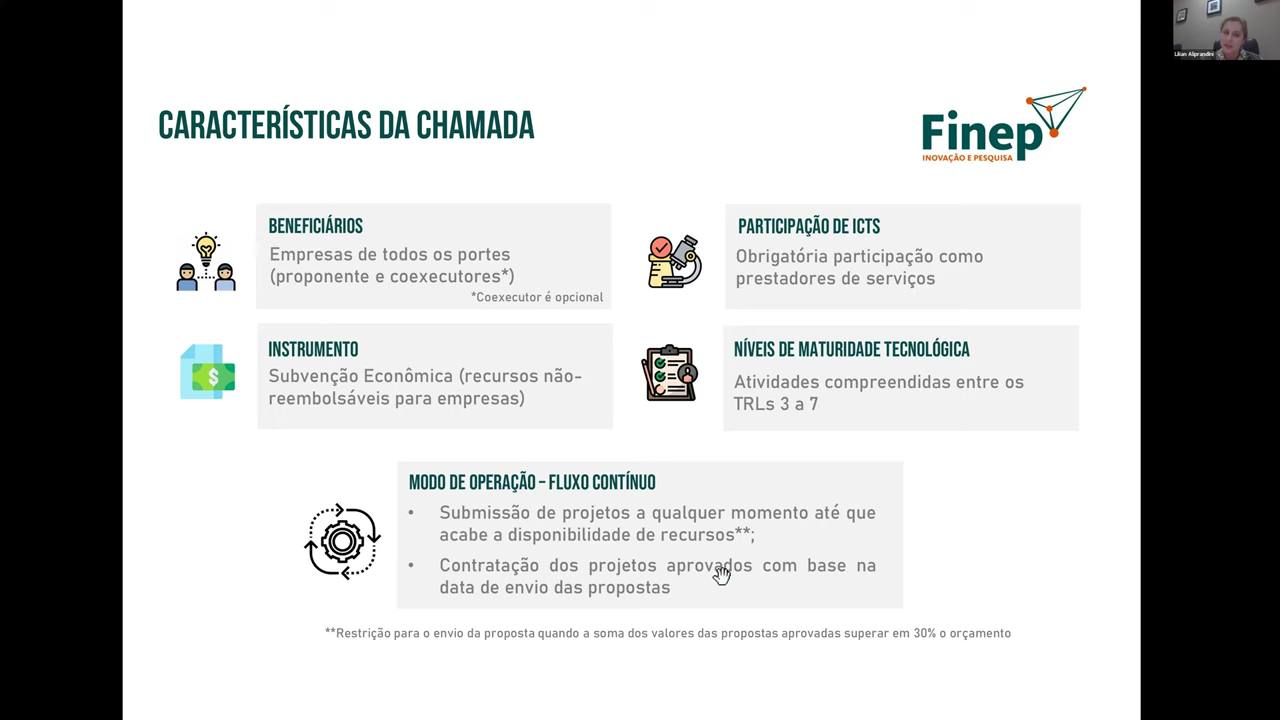 Lilian Aliprandini
CARACTERÍSTICAS DA CHAMADA
Finep
INOVAÇÃO E PESQUISA
BENEFICIÁRIOS
Empresas de todos os portes
(proponente e coexecutores*)
*Coexecutor é opcional
PARTICIPAÇÃO DE ICTS
Obrigatória participação como
prestadores de serviços
INSTRUMENTO
Subvenção Econômica (recursos não-
reembolsáveis para empresas)
$
NÍVEIS DE MATURIDADE TECNOLÓGICA
Atividades compreendidas entre os
TRLs 3 a 7
MODO DE OPERAÇÃO – FLUXO CONTÍNUO
• Submissão de projetos a qualquer momento até que
acabe a disponibilidade de recursos**;
• Contratação dos projetos aprovados com base na
data de envio das propostas
**Restrição para o envio da proposta quando a soma dos valores das propostas aprovadas superar em 30% o orçamento